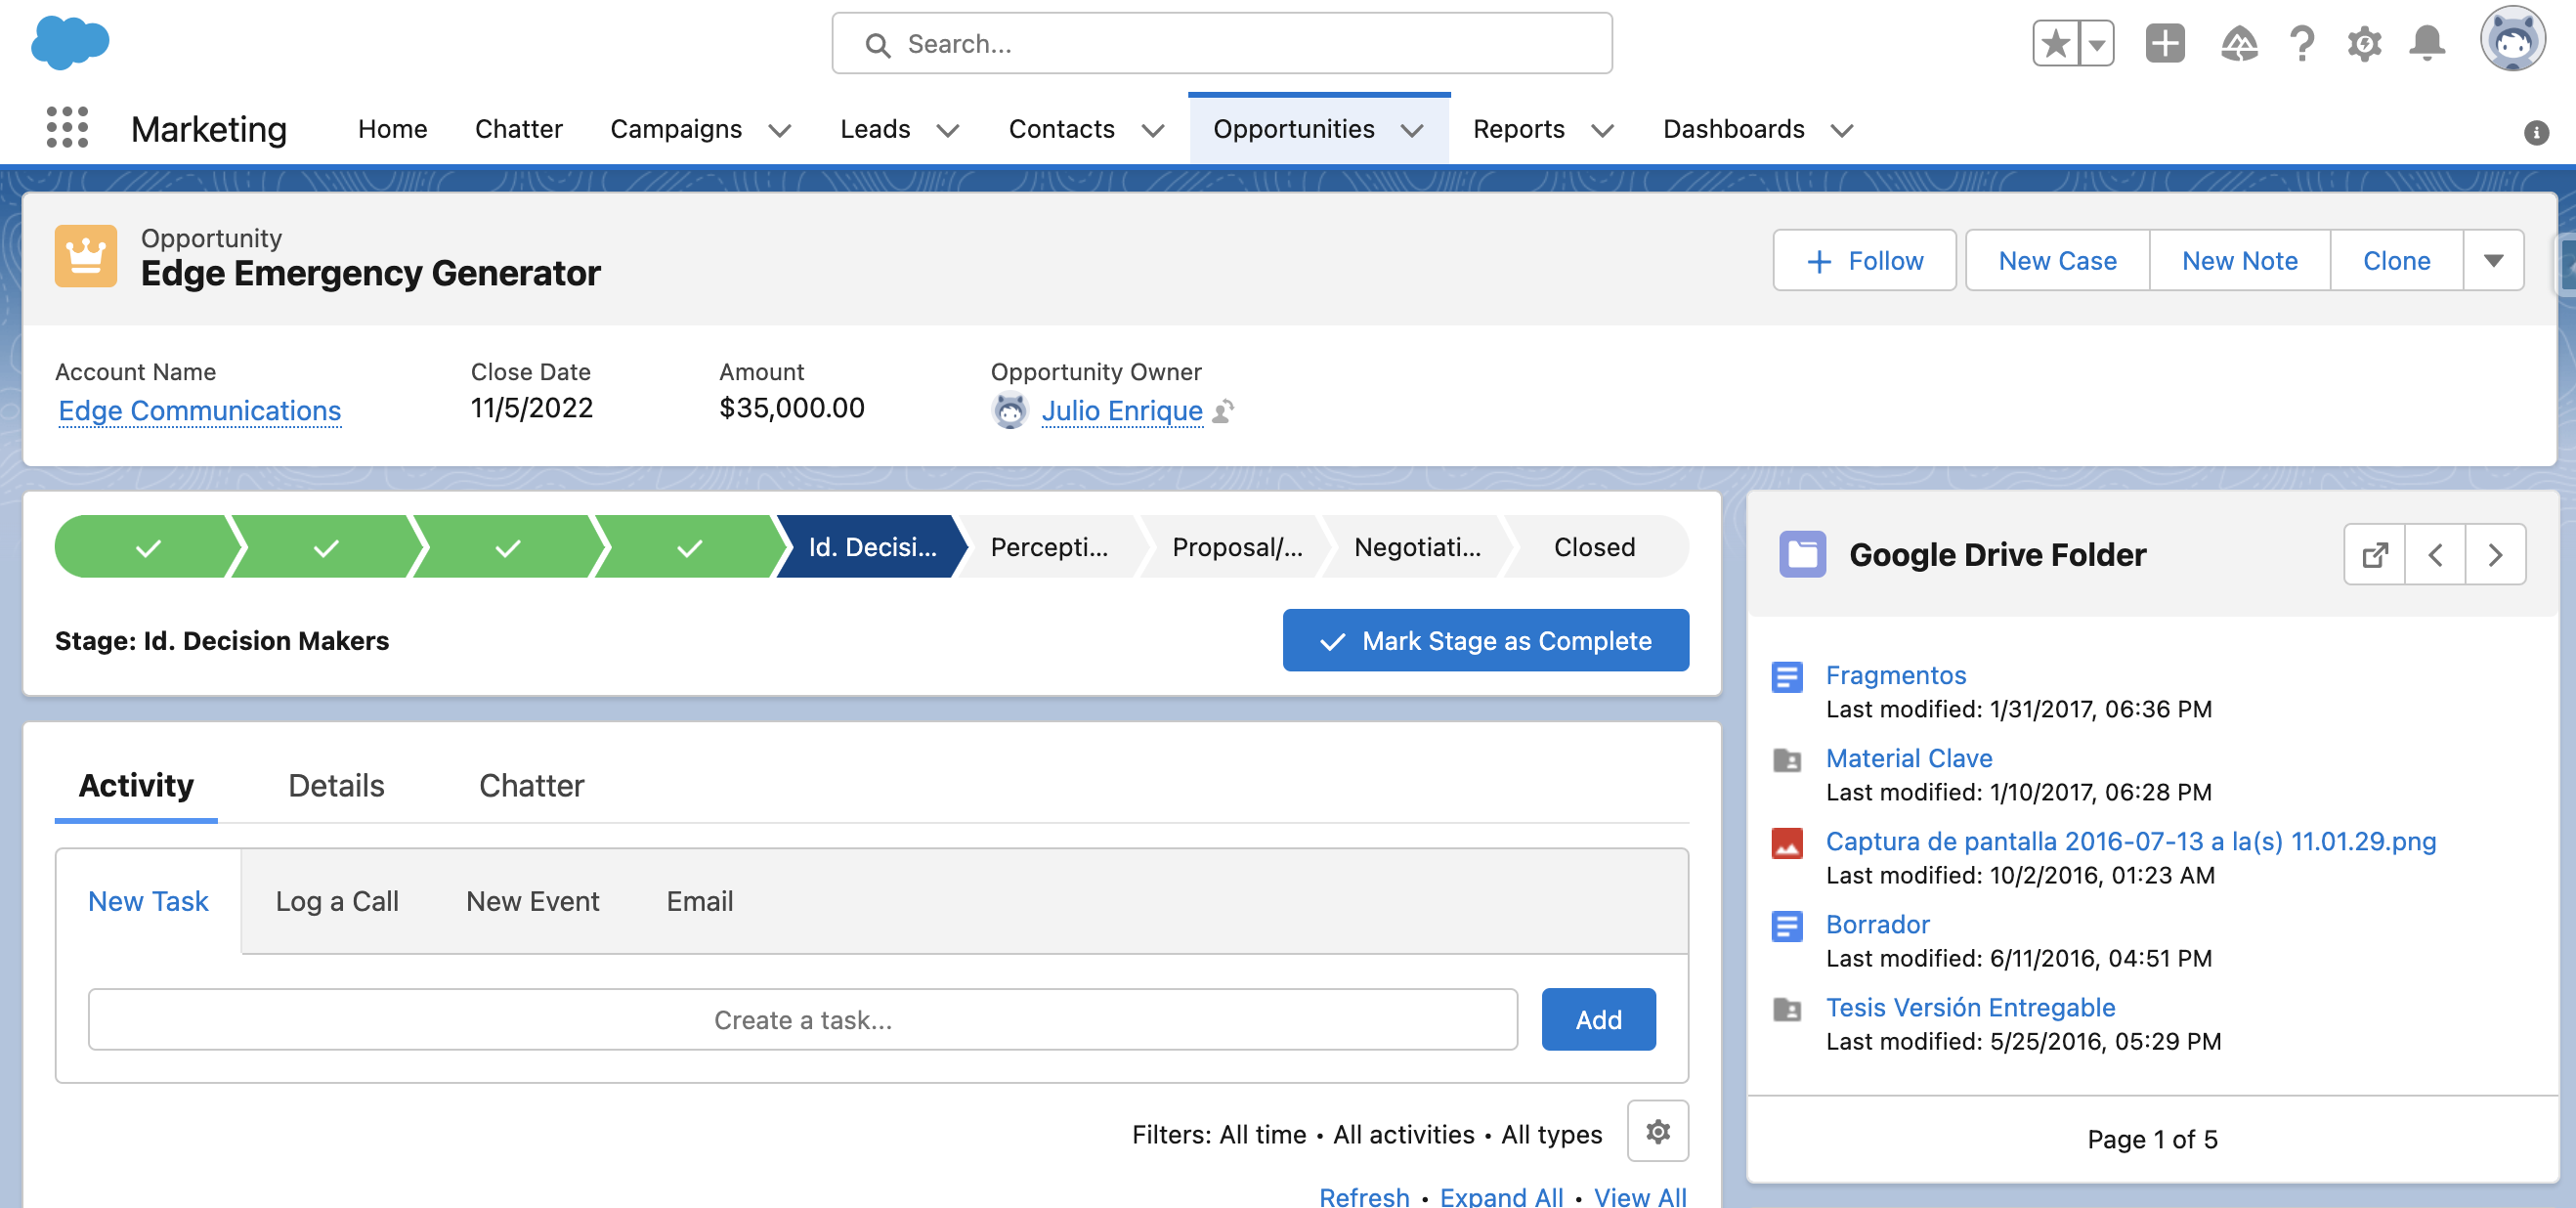 Search...
Marketing Home Chatter Campaigns Leads Contacts Opportunities Reports Dashboards
Opportunity
Edge Emergency Generator
Follow New Case New Note Clone
Account Name Close Date Amount Opportunity Owner
Edge Communications 11/5/2022 $35,000.00 Julio Enrique
Id. Decisi... Percepti... Proposal/... Negotiati... Closed
Stage: Id. Decision Makers
Mark Stage as Complete
Activity Details Chatter
New Task Log a Call New Event Email
Create a task...
Add
Filters: All time • All activities • All types
Refresh • Expand All • View All
Google Drive Folder
Fragmentos
Last modified: 1/31/2017, 06:36 PM
Material Clave
Last modified: 1/10/2017, 06:28 PM
Captura de pantalla 2016-07-13 a la(s) 11.01.29.png
Last modified: 10/2/2016, 01:23 AM
Borrador
Last modified: 6/11/2016, 04:51 PM
Tesis Versión Entregable
Last modified: 5/25/2016, 05:29 PM
Page 1 of 5